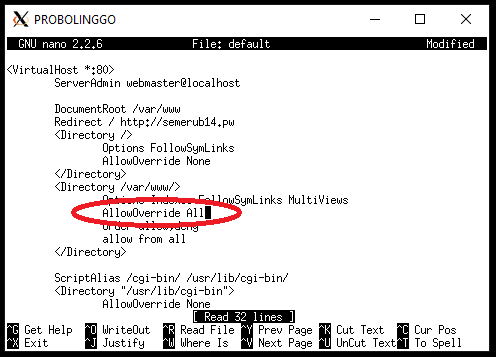 PROBOLINGGO
GNU nano 2.2.6 File: default Modified
<VirtualHost *:80>
ServerAdmin webmaster@localhost
DocumentRoot /var/www
Redirect / http://semerub14.pw
<Directory />
Options FollowSymLinks
AllowOverride None
</Directory>
<Directory /var/www/>
Options Indexes FollowSymLinks MultiViews
AllowOverride All
Order allow,deny
allow from all
</Directory>
ScriptAlias /cgi-bin/ /usr/lib/cgi-bin/
<Directory "/usr/lib/cgi-bin">
AllowOverride None
[ Read 32 lines ]
^G Get Help ^O WriteOut ^R Read File ^Y Prev Page ^K Cut Text ^C Cur Pos
^X Exit ^J Justify ^W Where Is ^V Next Page ^U UnCut Text ^T To Spell